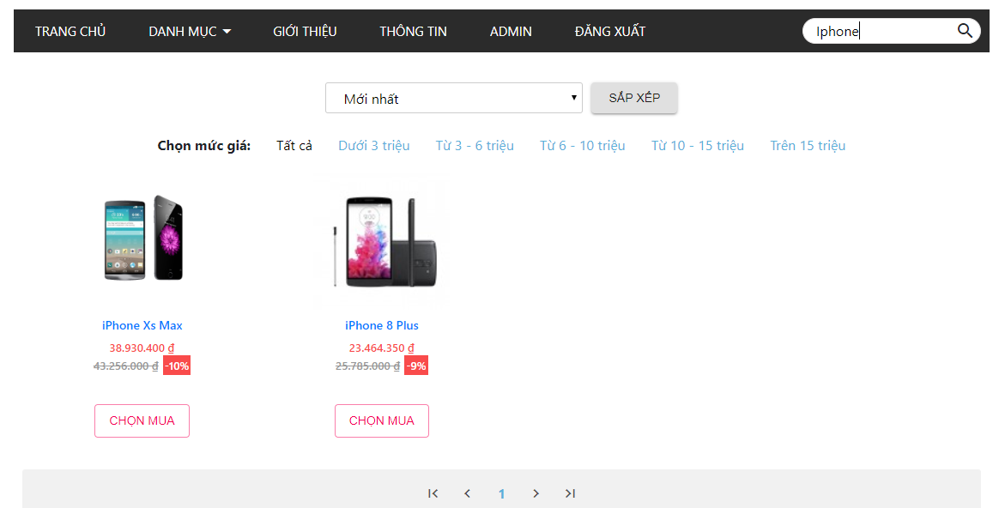 TRANG CHỦ DANH MỤC GIỚI THIỆU THÔNG TIN ADMIN ĐĂNG XUẤT Iphone
Mới nhất SẮP XẾP
Chọn mức giá: Tất cả Dưới 3 triệu Từ 3 - 6 triệu Từ 6 - 10 triệu Từ 10 - 15 triệu Trên 15 triệu
9:00
iPhone Xs Max iPhone 8 Plus
38.930.400 ₫ 23.464.350 ₫
43.256.000 ₫ -10% 25.785.000 ₫ -9%
CHỌN MUA CHỌN MUA
1